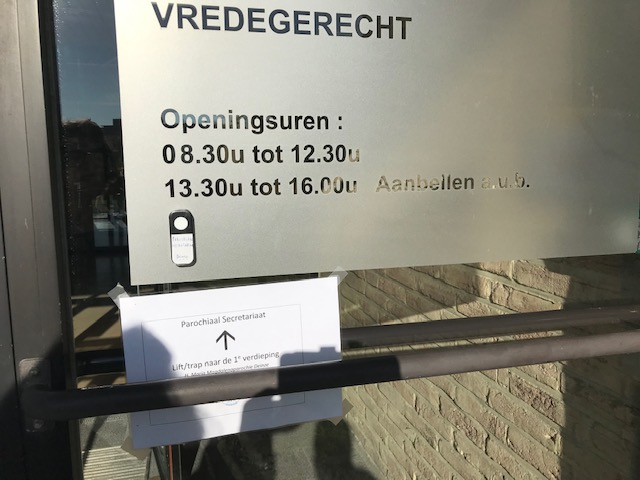 VREDEGERECHT
Openingsuren :
08.30u tot 12.30u
13.30u tot 16.00u Aanbellen a.u.b.
Parochiaal Secretariaat
↑
Lift/trap naar de 1e verdieping